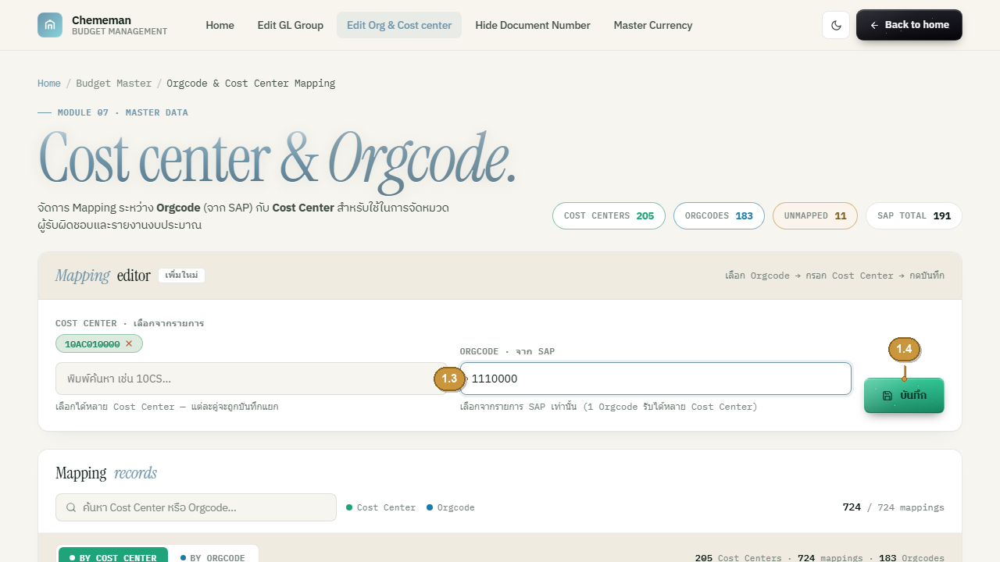 Chememan
BUDGET MANAGEMENT
Home
Edit GL Group
Edit Org & Cost center
Hide Document Number
Master Currency
Back to home
Home / Budget Master / Orgcode & Cost Center Mapping
MODULE 07 · MASTER DATA
Cost center & Orgcode.
จัดการ Mapping ระหว่าง Orgcode (จาก SAP) กับ Cost Center สำหรับใช้ในการจัดหมวด
ผู้รับผิดชอบและรายงานงบประมาณ
COST CENTERS 205
ORGCODES 183
UNMAPPED 11
SAP TOTAL 191
Mapping editor เพิ่มใหม่
เลือก Orgcode → กรอก Cost Center → กดบันทึก
COST CENTER · เลือกจากรายการ
10AC010000 ✕
พิมพ์ค้นหา เช่น 10CS...
เลือกได้หลาย Cost Center — แต่ละคู่จะถูกบันทึกแยก
ORGCODE · จาก SAP
1.3
1110000
เลือกจากรายการ SAP เท่านั้น (1 Orgcode รับได้หลาย Cost Center)
1.4
บันทึก
Mapping records
ค้นหา Cost Center หรือ Orgcode...
Cost Center
Orgcode
724 / 724 mappings
BY COST CENTER
BY ORGCODE
205 Cost Centers · 724 mappings · 183 Orgcodes